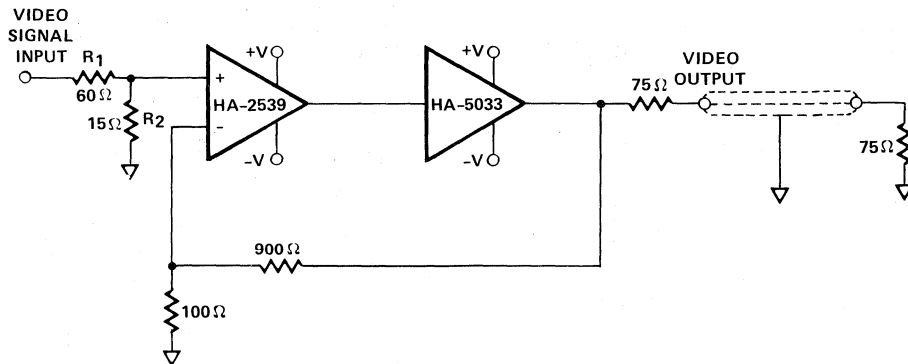 VIDEO
SIGNAL
INPUT
R1
60Ω
15Ω
R2
+
−
HA-2539
+V
−V
HA-5033
+V
−V
75Ω
VIDEO
OUTPUT
75Ω
900Ω
100Ω